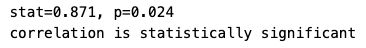 stat=0.871, p=0.024
correlation is statistically significant